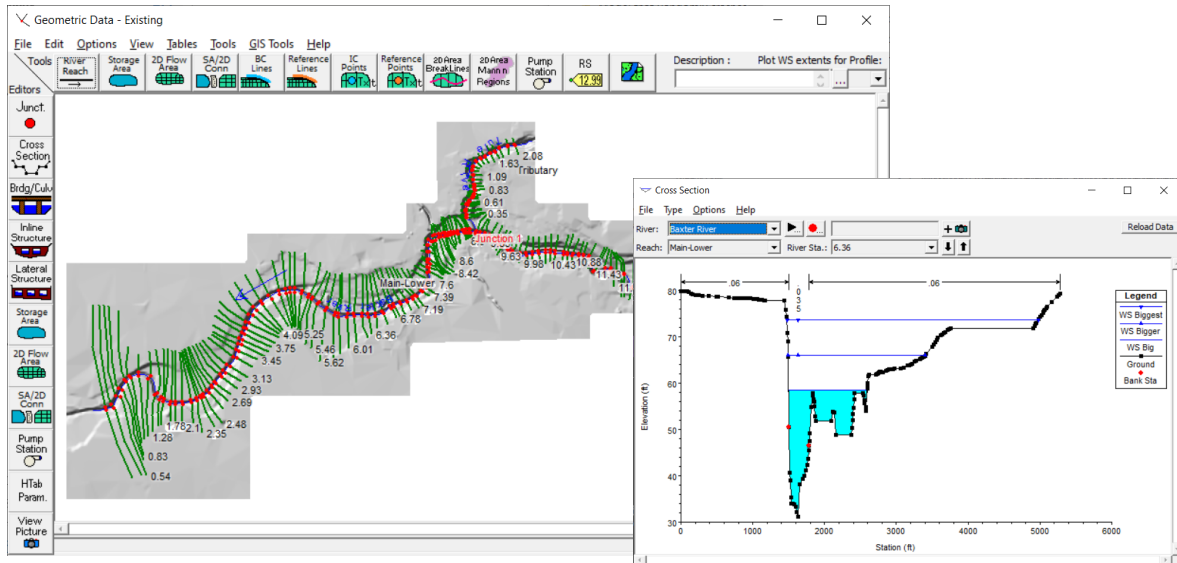 Geometric Data - Existing
File Edit Options View Tables Tools GIS Tools Help
Tools
Editors
River
Reach
Storage
Area
2D Flow
Area
SA/2D
Conn
BC
Lines
Reference
Lines
IC
Points
Reference
Points
2D Area
BreakLines
2D Area
Mann n
Regions
Pump
Station
RS
12.99
Description :
Plot WS extents for Profile:
...
Junct.
Cross
Section
Brdg/Culv
Inline
Structure
Lateral
Structure
Storage
Area
2D Flow
Area
SA/2D
Conn
Pump
Station
HTab
Param.
View
Picture
2.08
1.63
Tributary
1.09
0.83
0.61
0.35
Junction 1
9.63
9.98
10.43
10.88
11.43
8.6
8.42
Main-Lower
7.6
7.39
7.19
6.78
6.36
6.01
5.62
5.46
5.25
4.09
3.75
3.45
3.13
2.93
2.69
2.48
2.35
2.1
1.78
1.28
0.83
0.54
Cross Section
File Type Options Help
River: Baxter River
Reload Data
Reach: Main-Lower River Sta.: 6.36
.06
.035
.06
80
70
60
50
40
30
Elevation (ft)
0 1000 2000 3000 4000 5000 6000
Station (ft)
Legend
WS Biggest
WS Bigger
WS Big
Ground
Bank Sta